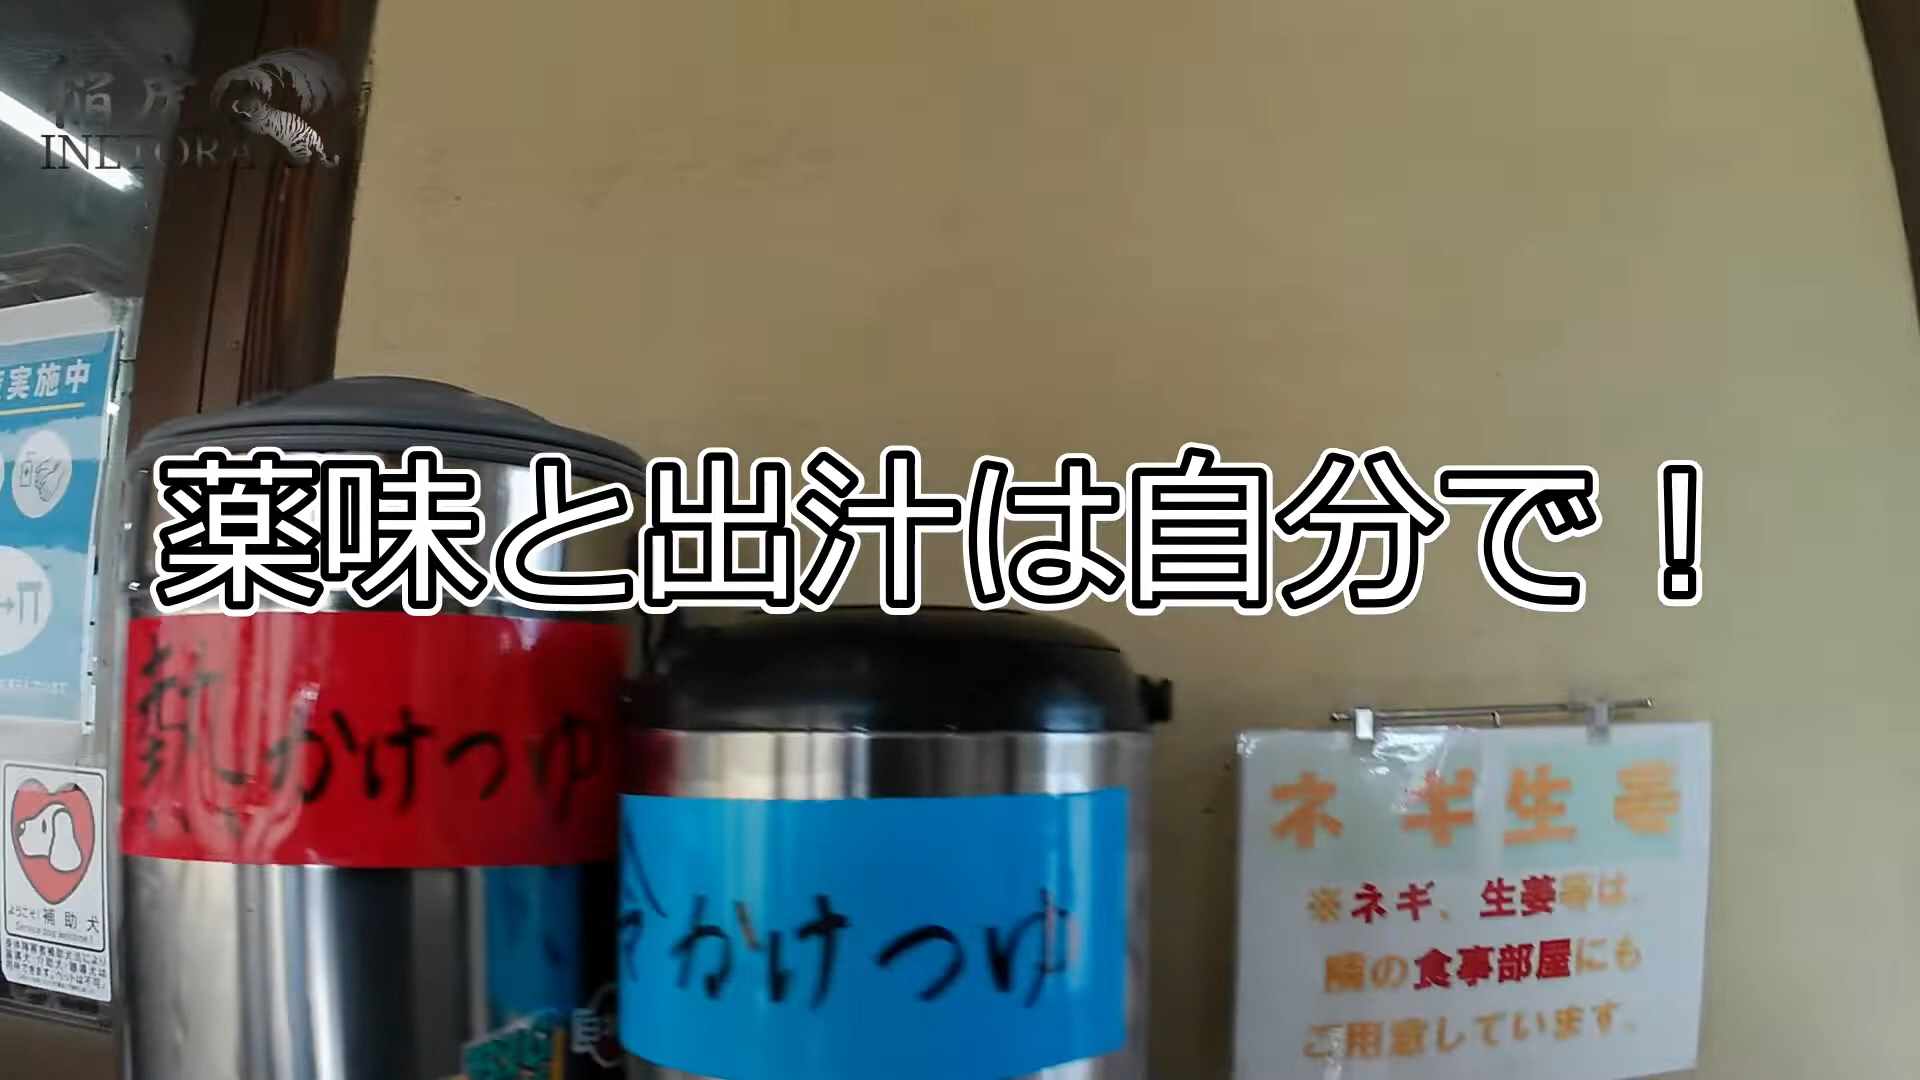 稲虎
INETORA
実施中
薬味と出汁は自分で！
熱かけつゆ
冷かけつゆ
ネギ生姜
※ネギ、生姜等は、
隣の食事部屋にも
ご用意しています。
ようこそ!補助犬
Service dog welcome!